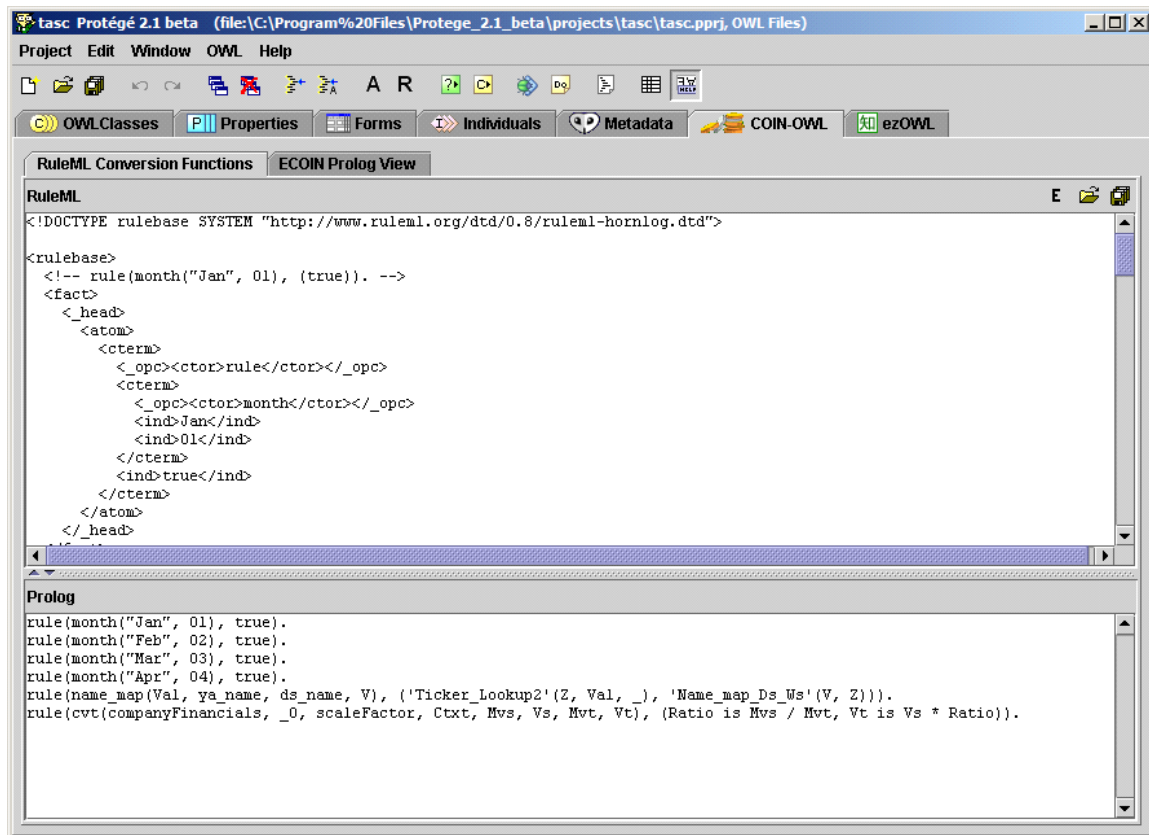 tasc Protégé 2.1 beta (file:\C:\Program%20Files\Protege_2.1_beta\projects\tasc\tasc.pprj, OWL Files)
Project Edit Window OWL Help
A R
OWLClasses Properties Forms Individuals Metadata COIN-OWL ezOWL
RuleML Conversion Functions ECOIN Prolog View
RuleML E
<!DOCTYPE rulebase SYSTEM "http://www.ruleml.org/dtd/0.8/ruleml-hornlog.dtd">
<rulebase>
<!-- rule(month("Jan", 01), (true)). -->
<fact>
<_head>
<atom>
<cterm>
<_opc><ctor>rule</ctor></_opc>
<cterm>
<_opc><ctor>month</ctor></_opc>
<ind>Jan</ind>
<ind>01</ind>
</cterm>
<ind>true</ind>
</cterm>
</atom>
</_head>
Prolog
rule(month("Jan", 01), true).
rule(month("Feb", 02), true).
rule(month("Mar", 03), true).
rule(month("Apr", 04), true).
rule(name_map(Val, ya_name, ds_name, V), ('Ticker_Lookup2'(Z, Val, _), 'Name_map_Ds_Ws'(V, Z))).
rule(cvt(companyFinancials, _O, scaleFactor, Ctxt, Mvs, Vs, Mvt, Vt), (Ratio is Mvs / Mvt, Vt is Vs * Ratio)).